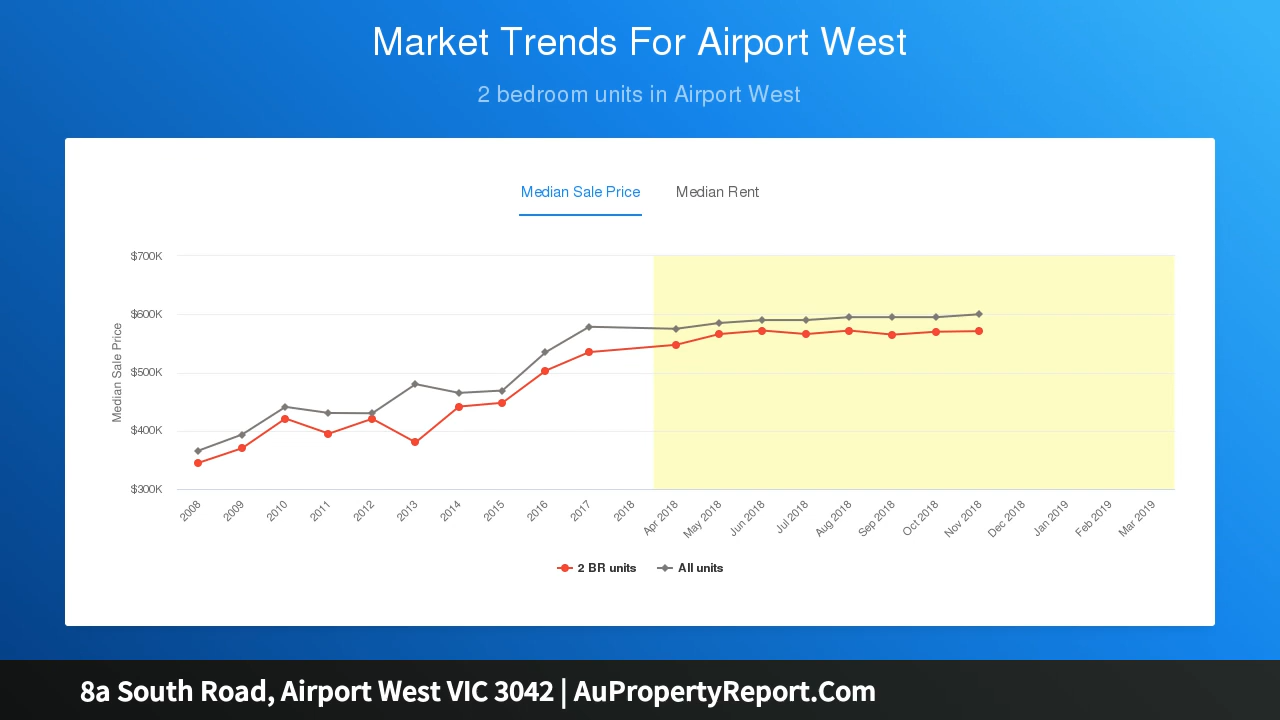 Market Trends For Airport West
2 bedroom units in Airport West
Median Sale Price
Median Rent
$700K
$600K
$500K
$400K
$300K
Median Sale Price
2008
2009
2010
2011
2012
2013
2014
2015
2016
2017
2018
Apr 2018
May 2018
Jun 2018
Jul 2018
Aug 2018
Sep 2018
Oct 2018
Nov 2018
Dec 2018
Jan 2019
Feb 2019
Mar 2019
2 BR units
All units
8a South Road, Airport West VIC 3042 | AuPropertyReport.Com